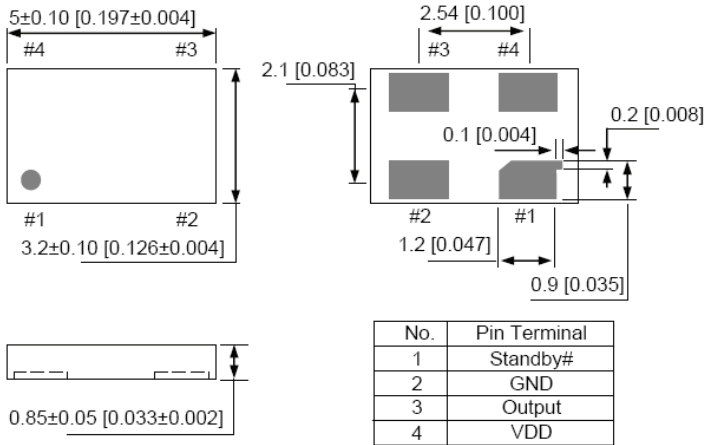 5±0.10 [0.197±0.004]
#4 #3
#1 #2
3.2±0.10 [0.126±0.004]
0.85±0.05 [0.033±0.002]
2.54 [0.100]
#3 #4
2.1 [0.083]
0.2 [0.008]
0.1 [0.004]
#2 #1
1.2 [0.047]
0.9 [0.035]
No. Pin Terminal
1 Standby#
2 GND
3 Output
4 VDD